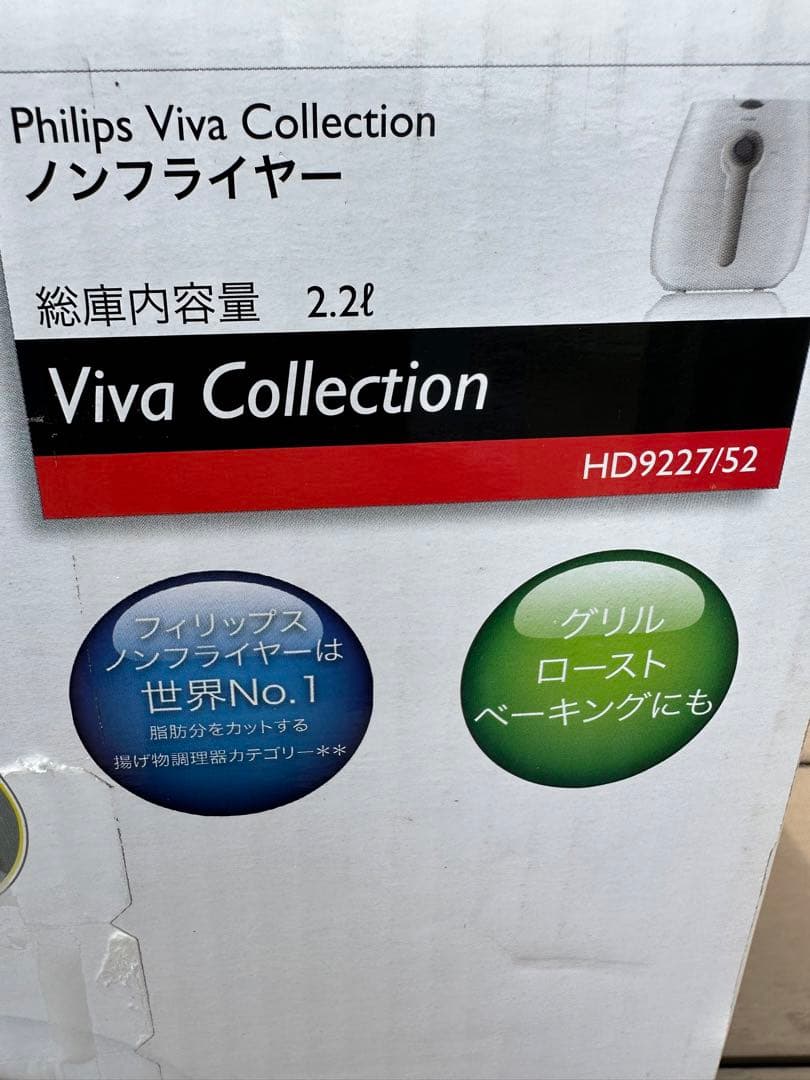 Philips Viva Collection
ノンフライヤー
総庫内容量 2.2ℓ
Viva Collection
HD9227/52
フィリップス
ノンフライヤーは
世界No.1
脂肪分をカットする
揚げ物調理器カテゴリー**
グリル
ロースト
ベーキングにも